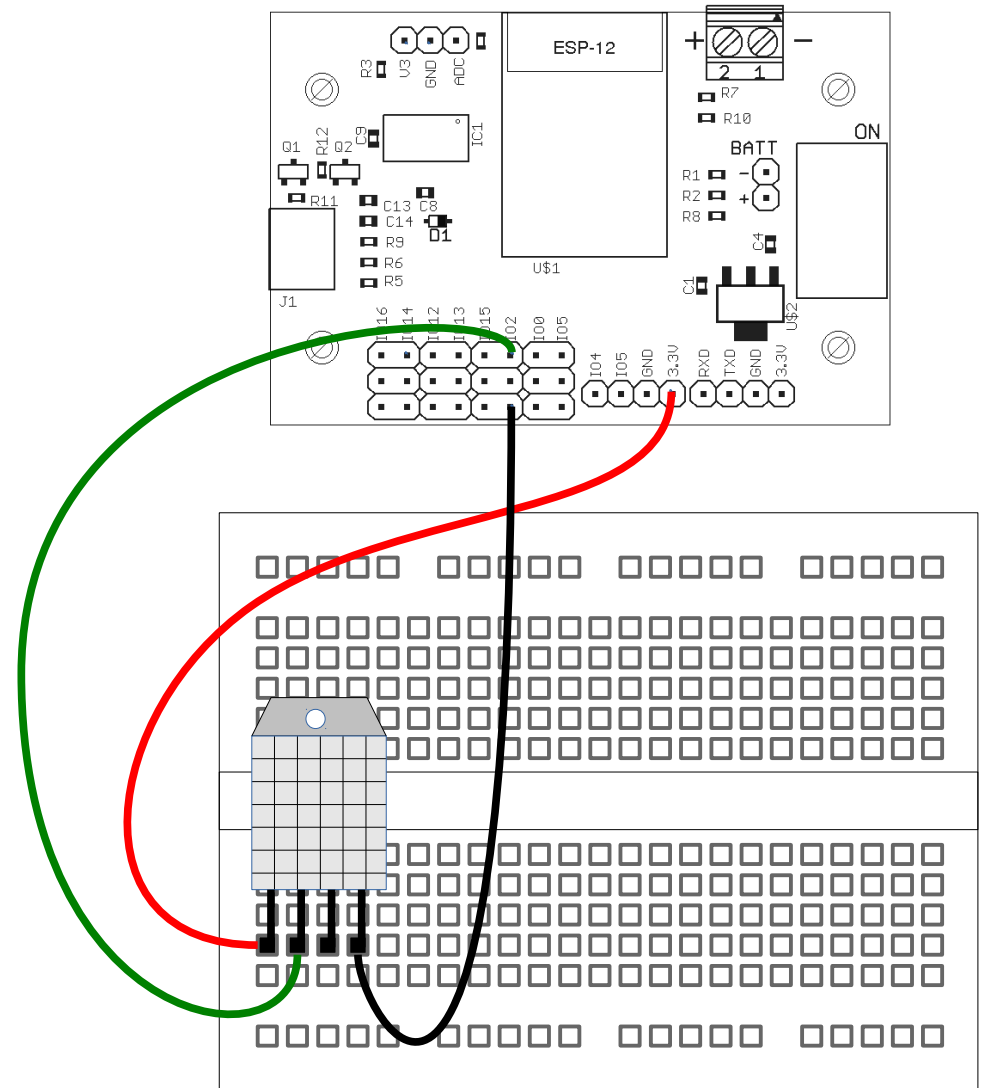 ESP-12
+
-
2 1
R3
V3
GND
ADC
R7
R10
ON
C9
IC1
Q1
R12
Q2
BATT
-
+
R1
R2
R8
R11
C13
C8
C14
D1
R9
R6
R5
C4
C1
U$1
U$2
J1
IO14
IO12
IO13
IO15
IO2
IO0
IO5
IO4
IO5
GND
3.3V
RXD
TXD
GND
3.3V